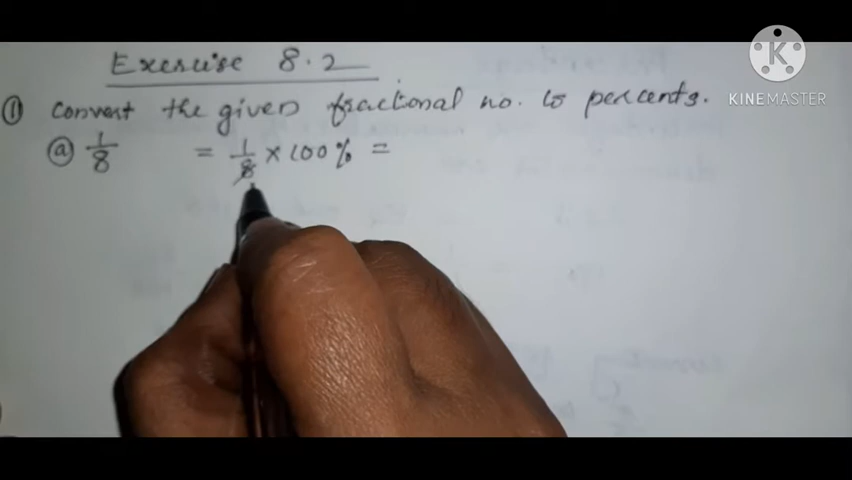 KINEMASTER
Exercise 8.2
① Convert the given fractional no. to percents.
ⓐ 1/8 = 1/8 × 100% =